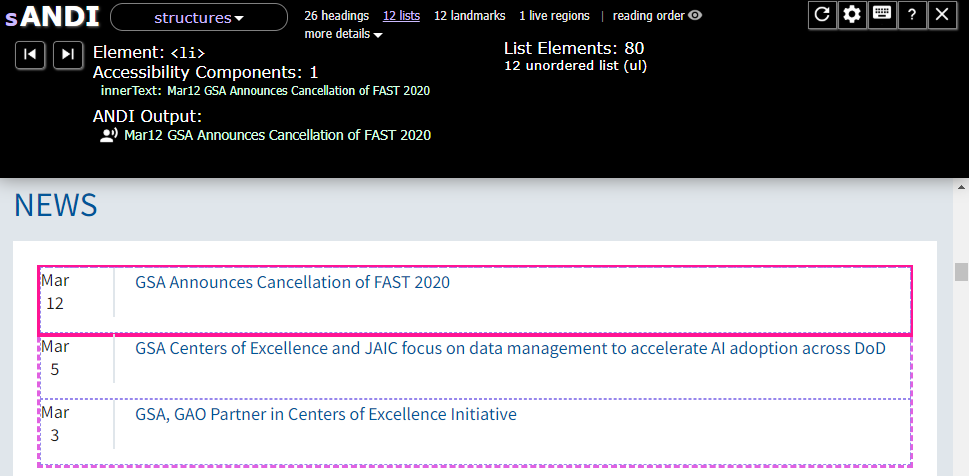 sANDI structures 26 headings 12 lists 12 landmarks 1 live regions | reading order ?
more details
Element: <li>
Accessibility Components: 1
innerText: Mar12 GSA Announces Cancellation of FAST 2020
ANDI Output:
Mar12 GSA Announces Cancellation of FAST 2020
List Elements: 80
12 unordered list (ul)
NEWS
Mar 12
GSA Announces Cancellation of FAST 2020
Mar 5
GSA Centers of Excellence and JAIC focus on data management to accelerate AI adoption across DoD
Mar 3
GSA, GAO Partner in Centers of Excellence Initiative